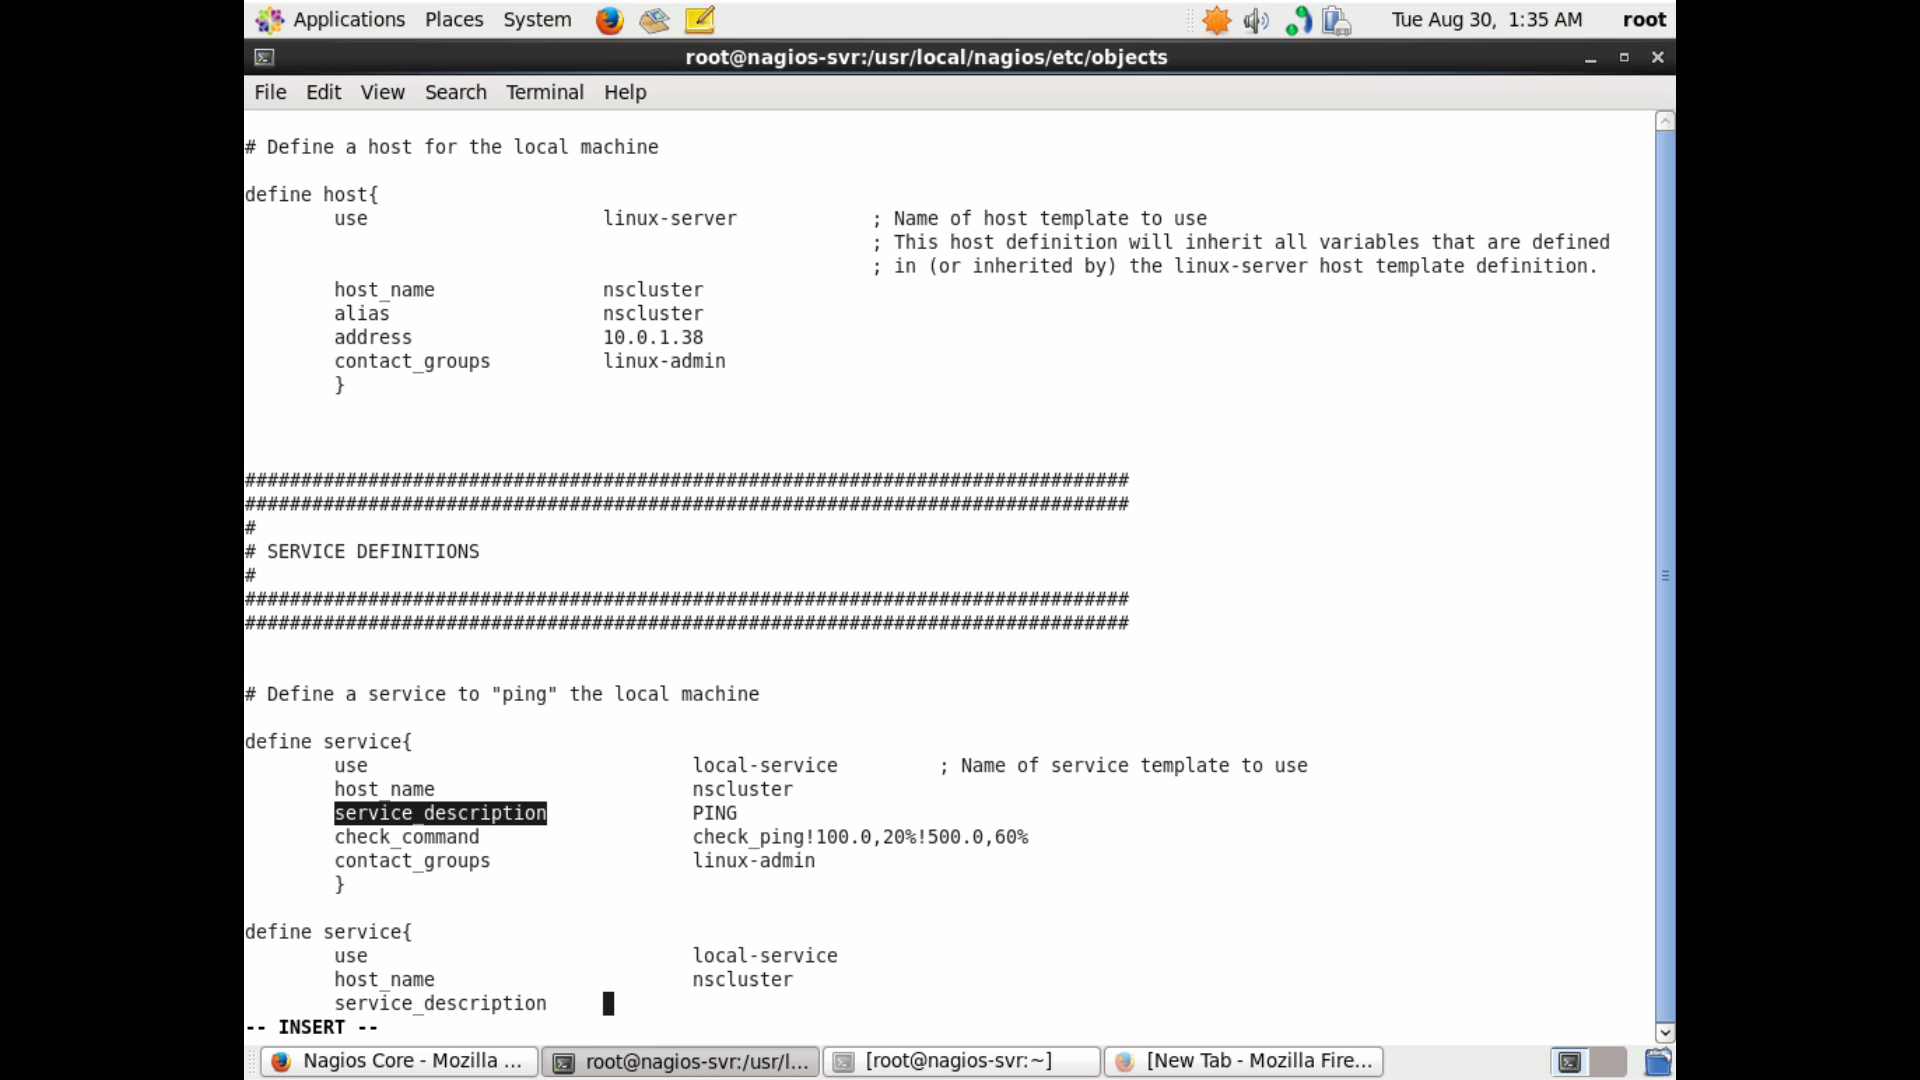 Applications Places System Tue Aug 30, 1:35 AM root
root@nagios-svr:/usr/local/nagios/etc/objects
File Edit View Search Terminal Help
# Define a host for the local machine
define host{
use linux-server ; Name of host template to use
; This host definition will inherit all variables that are defined
; in (or inherited by) the linux-server host template definition.
host_name nscluster
alias nscluster
address 10.0.1.38
contact_groups linux-admin
}
###############################################################################
###############################################################################
#
# SERVICE DEFINITIONS
#
###############################################################################
###############################################################################
# Define a service to "ping" the local machine
define service{
use local-service ; Name of service template to use
host_name nscluster
service_description PING
check_command check_ping!100.0,20%!500.0,60%
contact_groups linux-admin
}
define service{
use local-service
host_name nscluster
service_description
-- INSERT --
Nagios Core - Mozilla ... root@nagios-svr:/usr/l... [root@nagios-svr:~] [New Tab - Mozilla Fire...